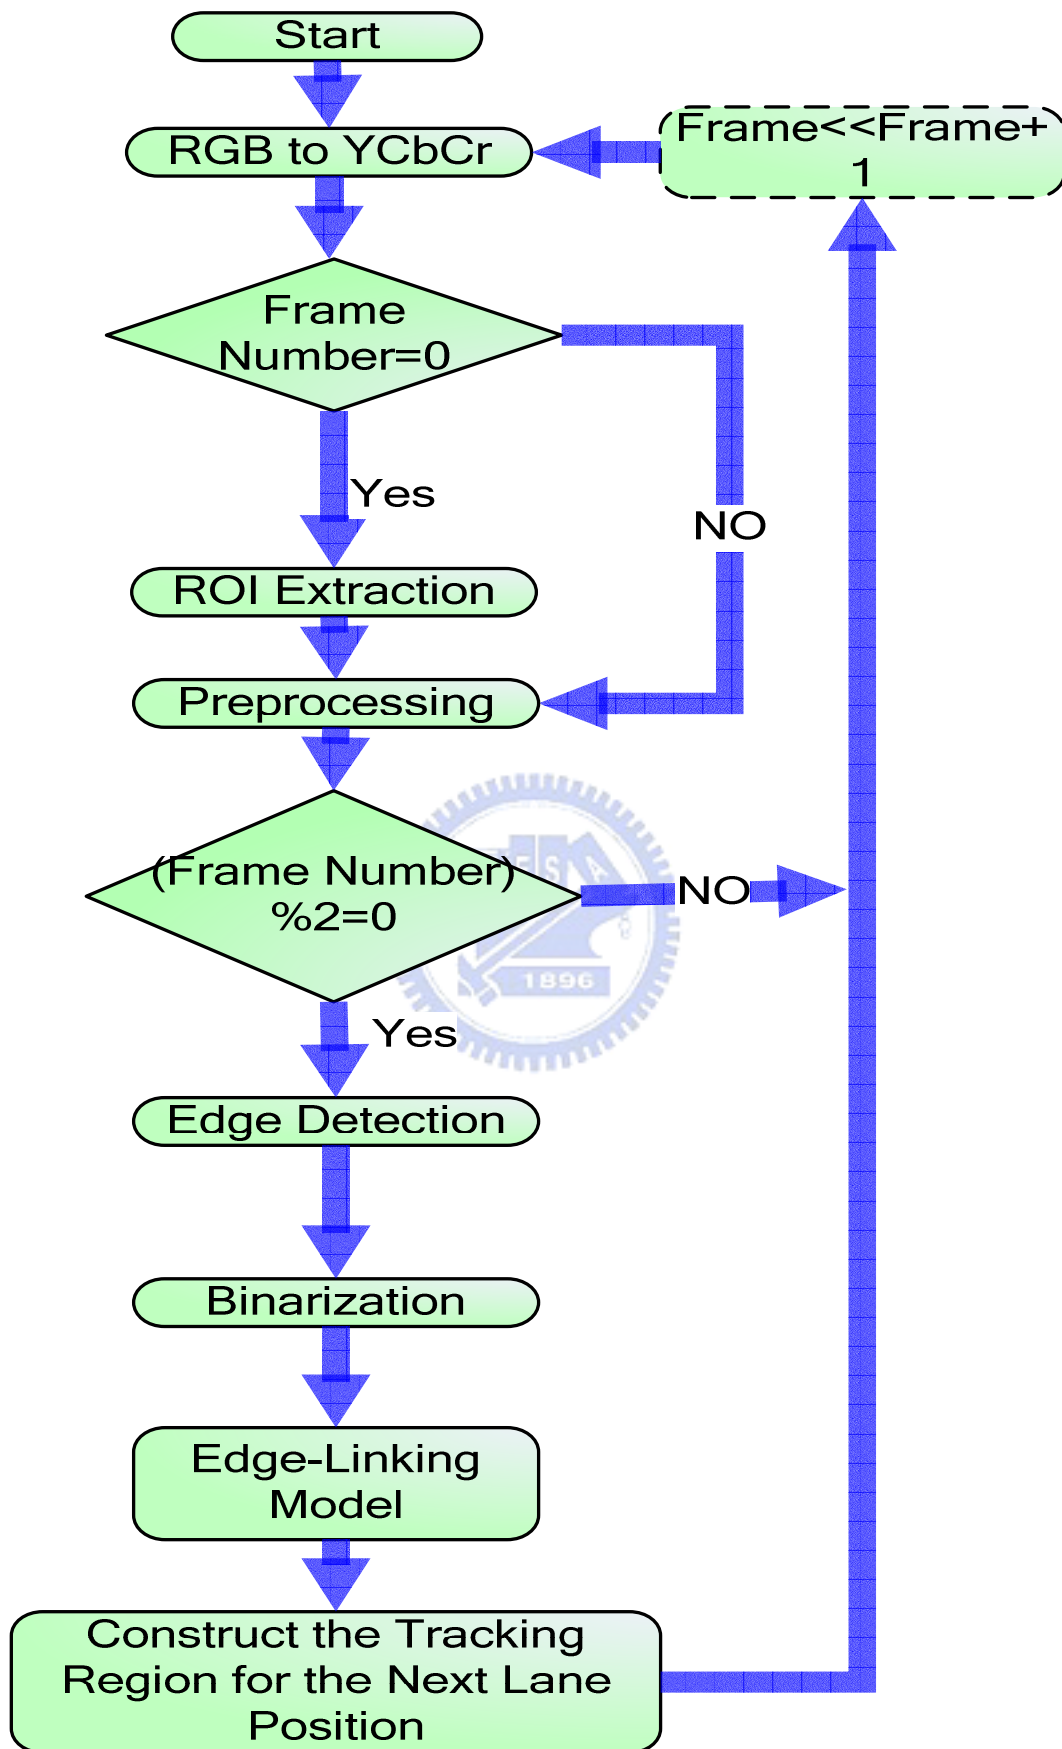 Start
RGB to YCbCr
Frame<<Frame+
1
Frame
Number=0
Yes
NO
ROI Extraction
Preprocessing
(Frame Number)
%2=0
NO
Yes
1896
Edge Detection
Binarization
Edge-Linking
Model
Construct the Tracking
Region for the Next Lane
Position